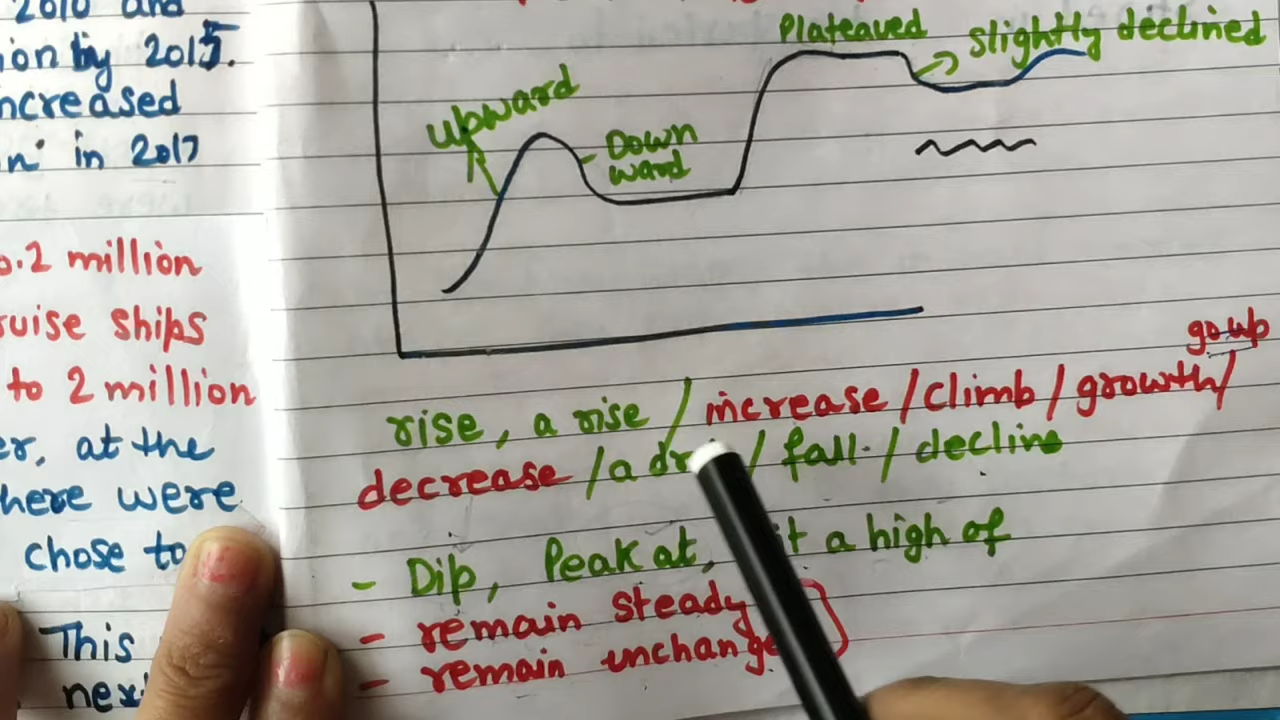 2010 and
ion by 2015.
ncreased
in 2017
0.2 million
ruise ships
to 2 million
er, at the
here were
chose to
This
Plateaued
slightly declined
upward
Down
ward
go up
rise, a rise / increase / climb / growth /
decrease / a / fall / decline
- Dip, Peak at, a high of
- remain steady
- remain